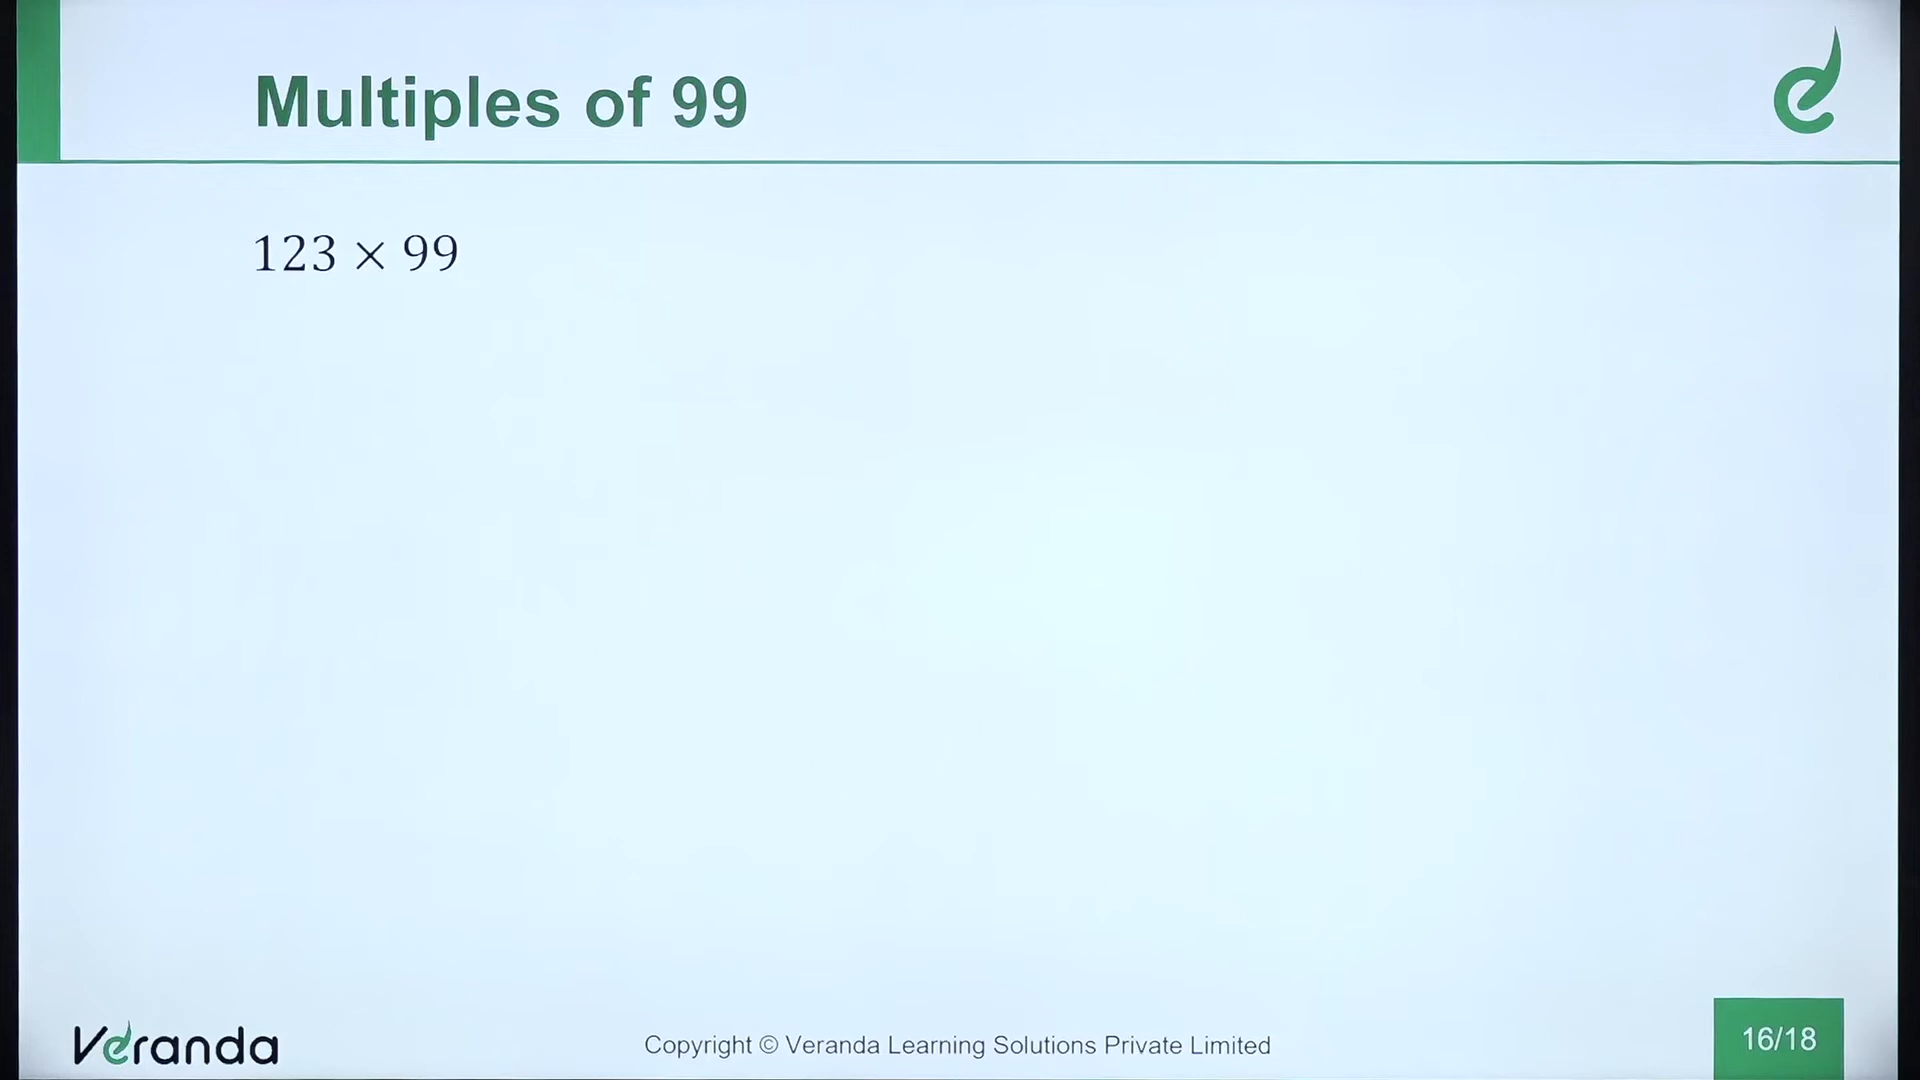 Multiples of 99
123 × 99
Veranda
Copyright © Veranda Learning Solutions Private Limited
16/18